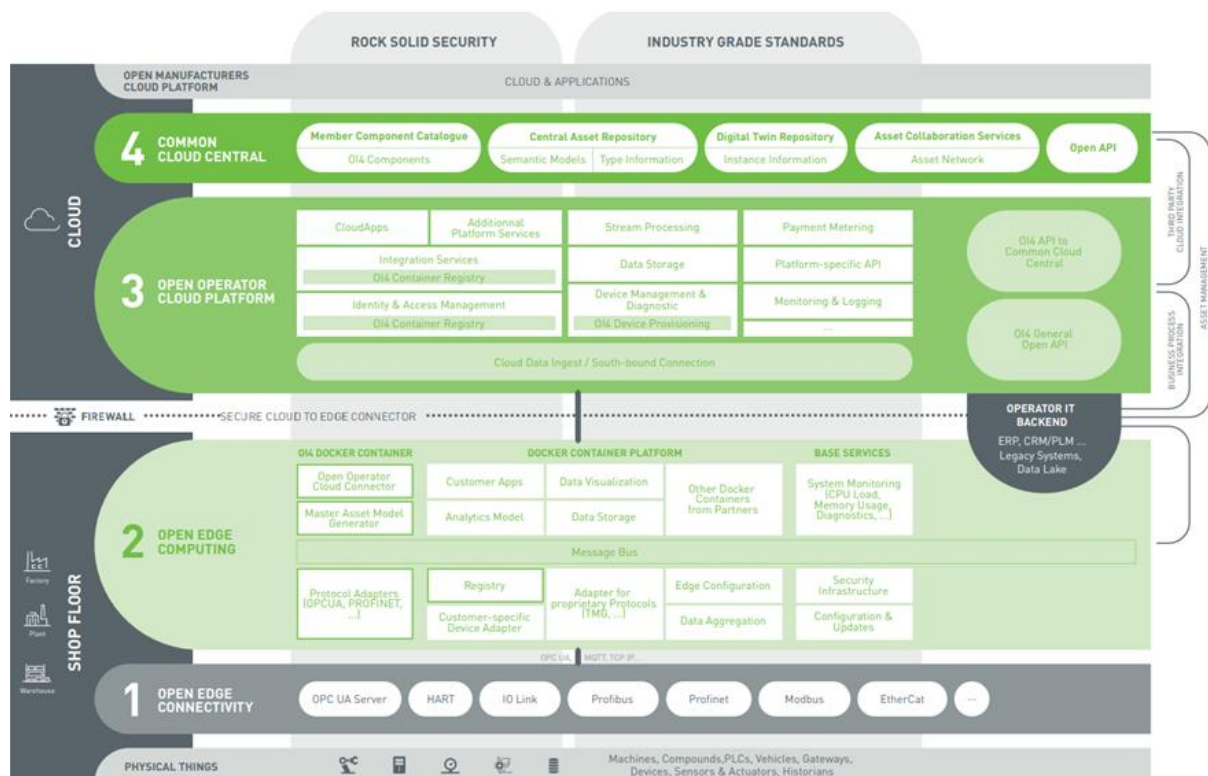 ROCK SOLID SECURITY
INDUSTRY GRADE STANDARDS
OPEN MANUFACTURERS
CLOUD PLATFORM
CLOUD & APPLICATIONS
4
COMMON
CLOUD CENTRAL
Member Component Catalogue
OI4 Components
Central Asset Repository
Semantic Models
Type Information
Digital Twin Repository
Instance Information
Asset Collaboration Services
Asset Network
Open API
CLOUD
3
OPEN OPERATOR
CLOUD PLATFORM
CloudApps
Additionnal
Platform Services
Integration Services
OI4 Container Registry
Identity & Access Management
OI4 Container Registry
Stream Processing
Data Storage
Device Management &
Diagnostic
OI4 Device Provisioning
Payment Metering
Platform-specific API
Monitoring & Logging
...
Cloud Data Ingest / South-bound Connection
OI4 API to
Common Cloud
Central
OI4 General
Open API
THIRD PARTY
CLOUD INTEGRATION
BUSINESS PROCESS
INTEGRATION
ASSET MANAGEMENT
FIREWALL
SECURE CLOUD TO EDGE CONNECTOR
OPERATOR IT
BACKEND
ERP, CRM/PLM ...
Legacy Systems,
Data Lake
SHOP FLOOR
Factory
Plant
Warehouse
2
OPEN EDGE
COMPUTING
OI4 DOCKER CONTAINER
DOCKER CONTAINER PLATFORM
BASE SERVICES
Open Operator
Cloud Connector
Master Asset Model
Generator
Customer Apps
Data Visualization
Analytics Model
Data Storage
Other Docker
Containers
from Partners
System Monitoring
(CPU Load,
Memory Usage,
Diagnostics, ...)
Message Bus
Protocol Adapters
(OPCUA, PROFINET,
...)
Registry
Customer-specific
Device Adapter
Adapter for
proprietary Protocols
(TMG, ...)
Edge Configuration
Data Aggregation
Security
Infrastructure
Configuration &
Updates
OPC UA, MQTT, TCP IP...
1
OPEN EDGE
CONNECTIVITY
OPC UA Server
HART
IO Link
Profibus
Profinet
Modbus
EtherCat
...
PHYSICAL THINGS
Machines, Compounds,PLCs, Vehicles, Gateways,
Devices, Sensors & Actuators, Historians